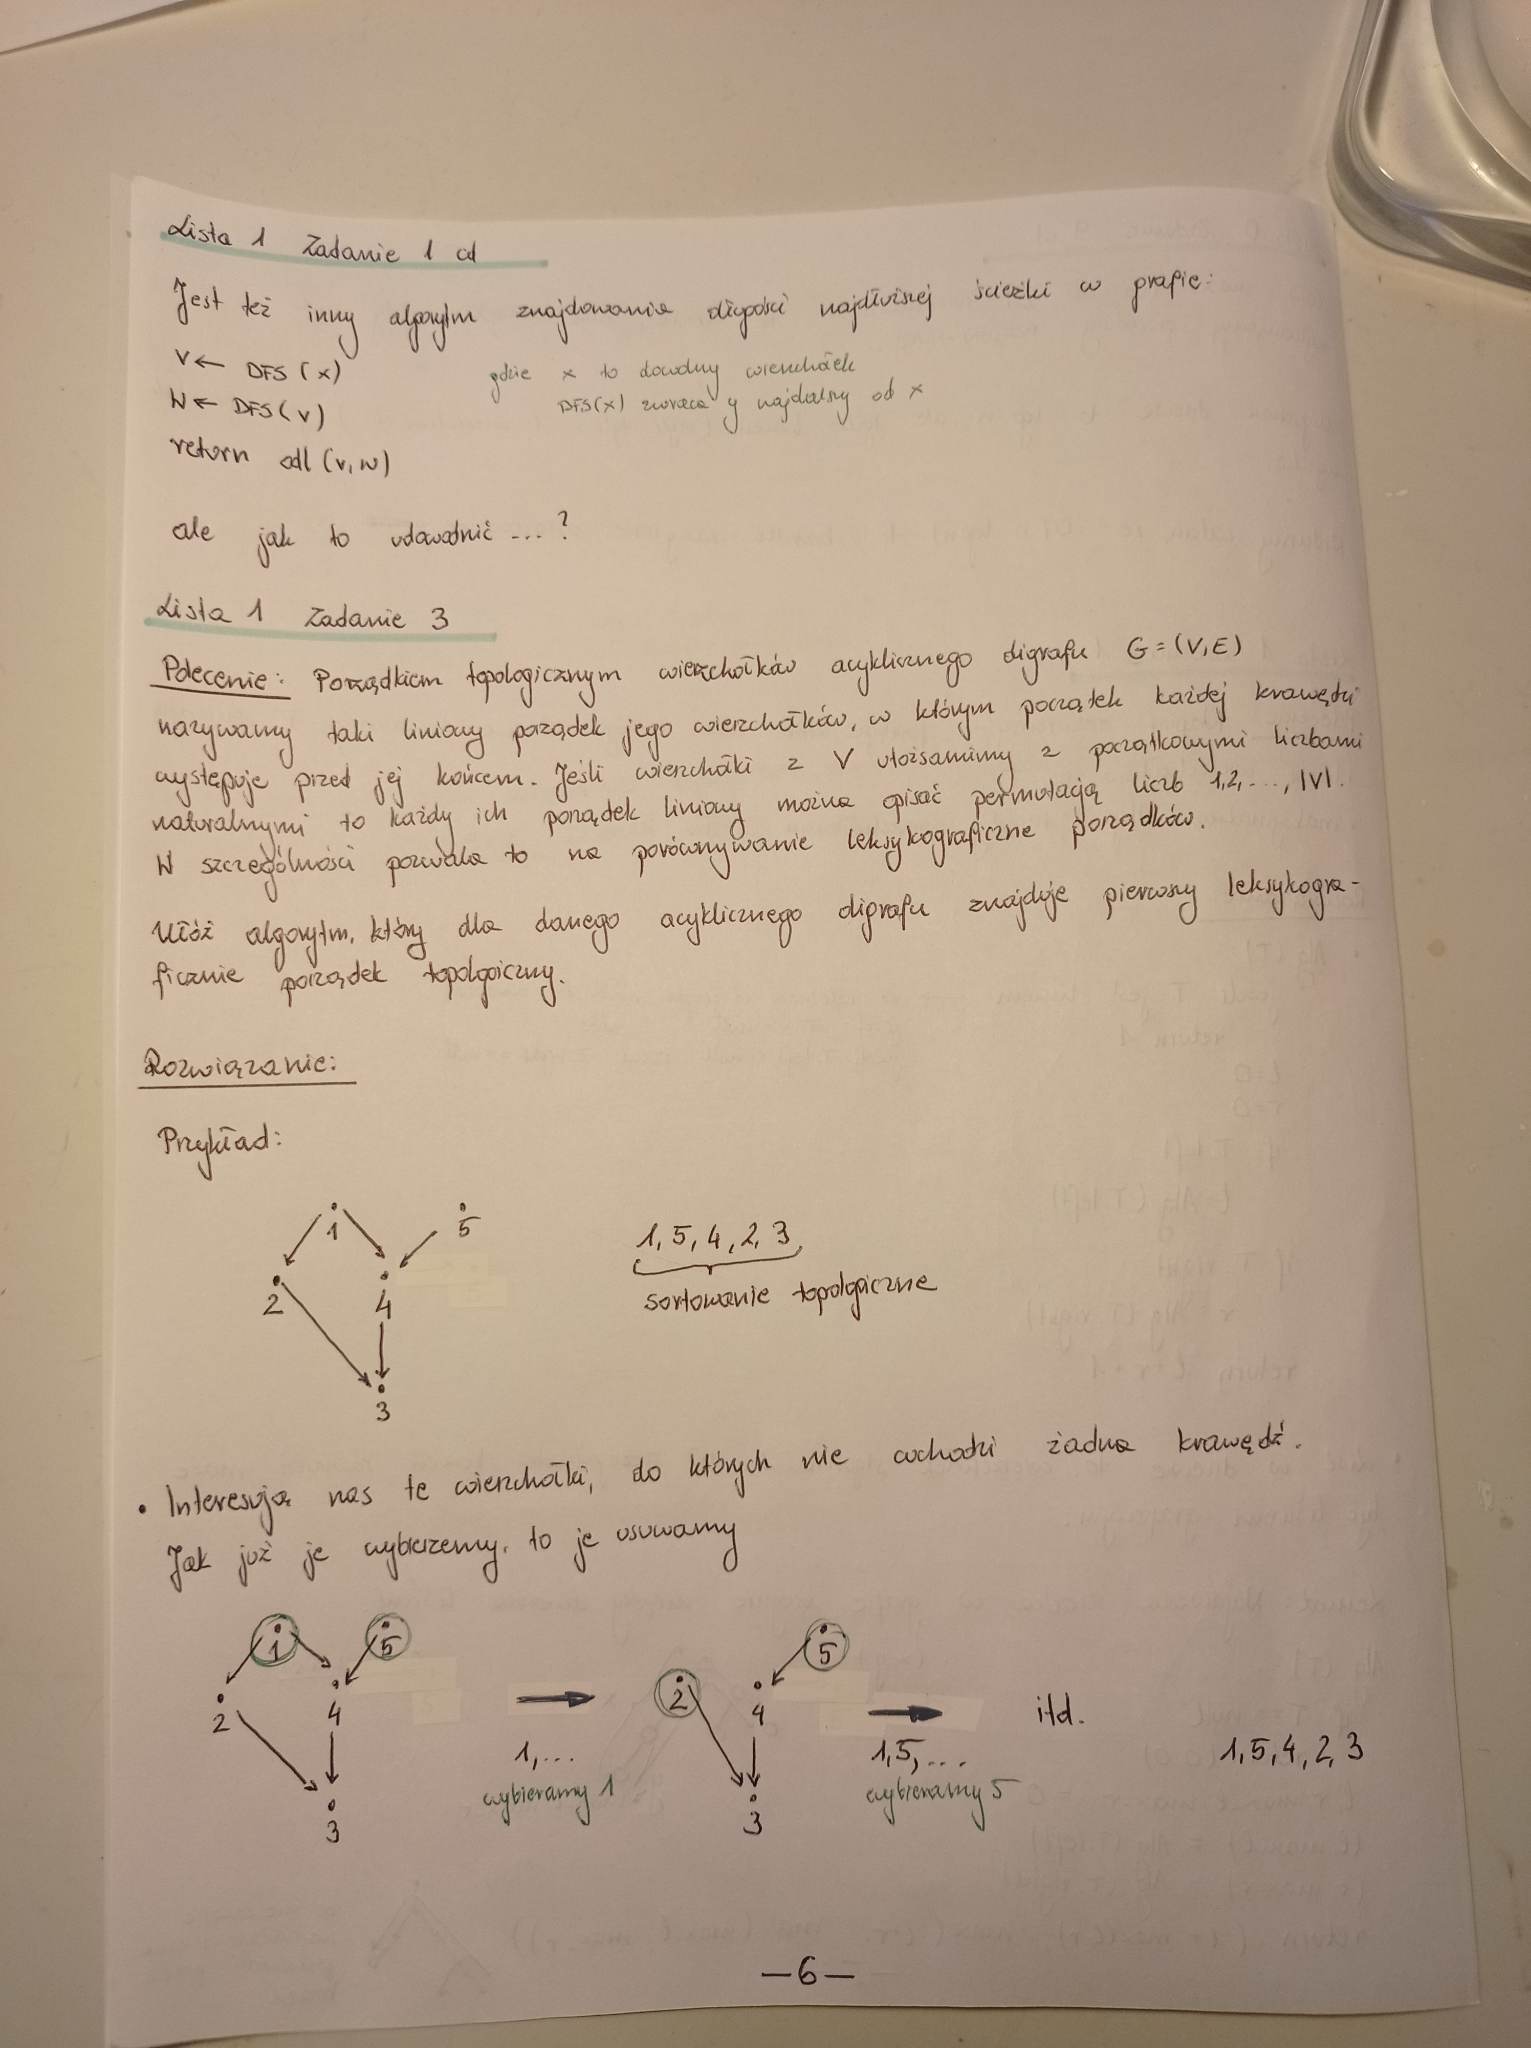 Lista 1 Zadanie 1 cd
Jest też inny algorytm znajdowania długości najdłuższej ścieżki w grafie:
v ← DFS (x) gdzie x to dowolny wierzchołek
w ← DFS (v) DFS(x) zwraca y najdalszy od x
return odl (v, w)
ale jak to udowodnić ...?
Lista 1 Zadanie 3
Polecenie: Porządkiem topologicznym wierzchołków acyklicznego digrafu G = (V, E)
nazywamy taki liniowy porządek jego wierzchołków, w którym początek każdej krawędzi
występuje przed jej końcem. Jeśli wierzchołki z V utożsamimy z początkowymi liczbami
naturalnymi to każdy ich porządek liniowy można opisać permutacją liczb 1,2,..., |V|.
W szczególności pozwala to na porównywanie leksykograficzne porządków.
Ułóż algorytm, który dla danego acyklicznego digrafu znajduje pierwszy leksykogra-
ficznie porządek topolgoiczny.
Rozwiązanie:
Przykład:
1 5
1, 5, 4, 2, 3
2 4
sortowanie topolgoiczne
3
• Interesują nas te wierzchołki, do których nie wchodzi żadna krawędź.
Jak już je wybierzemy, to je usuwamy
1 5 5
2 4 2 4 itd.
1,... 1,5,... 1, 5, 4, 2, 3
wybieramy 1 wybieramy 5
3 3
- 6 -